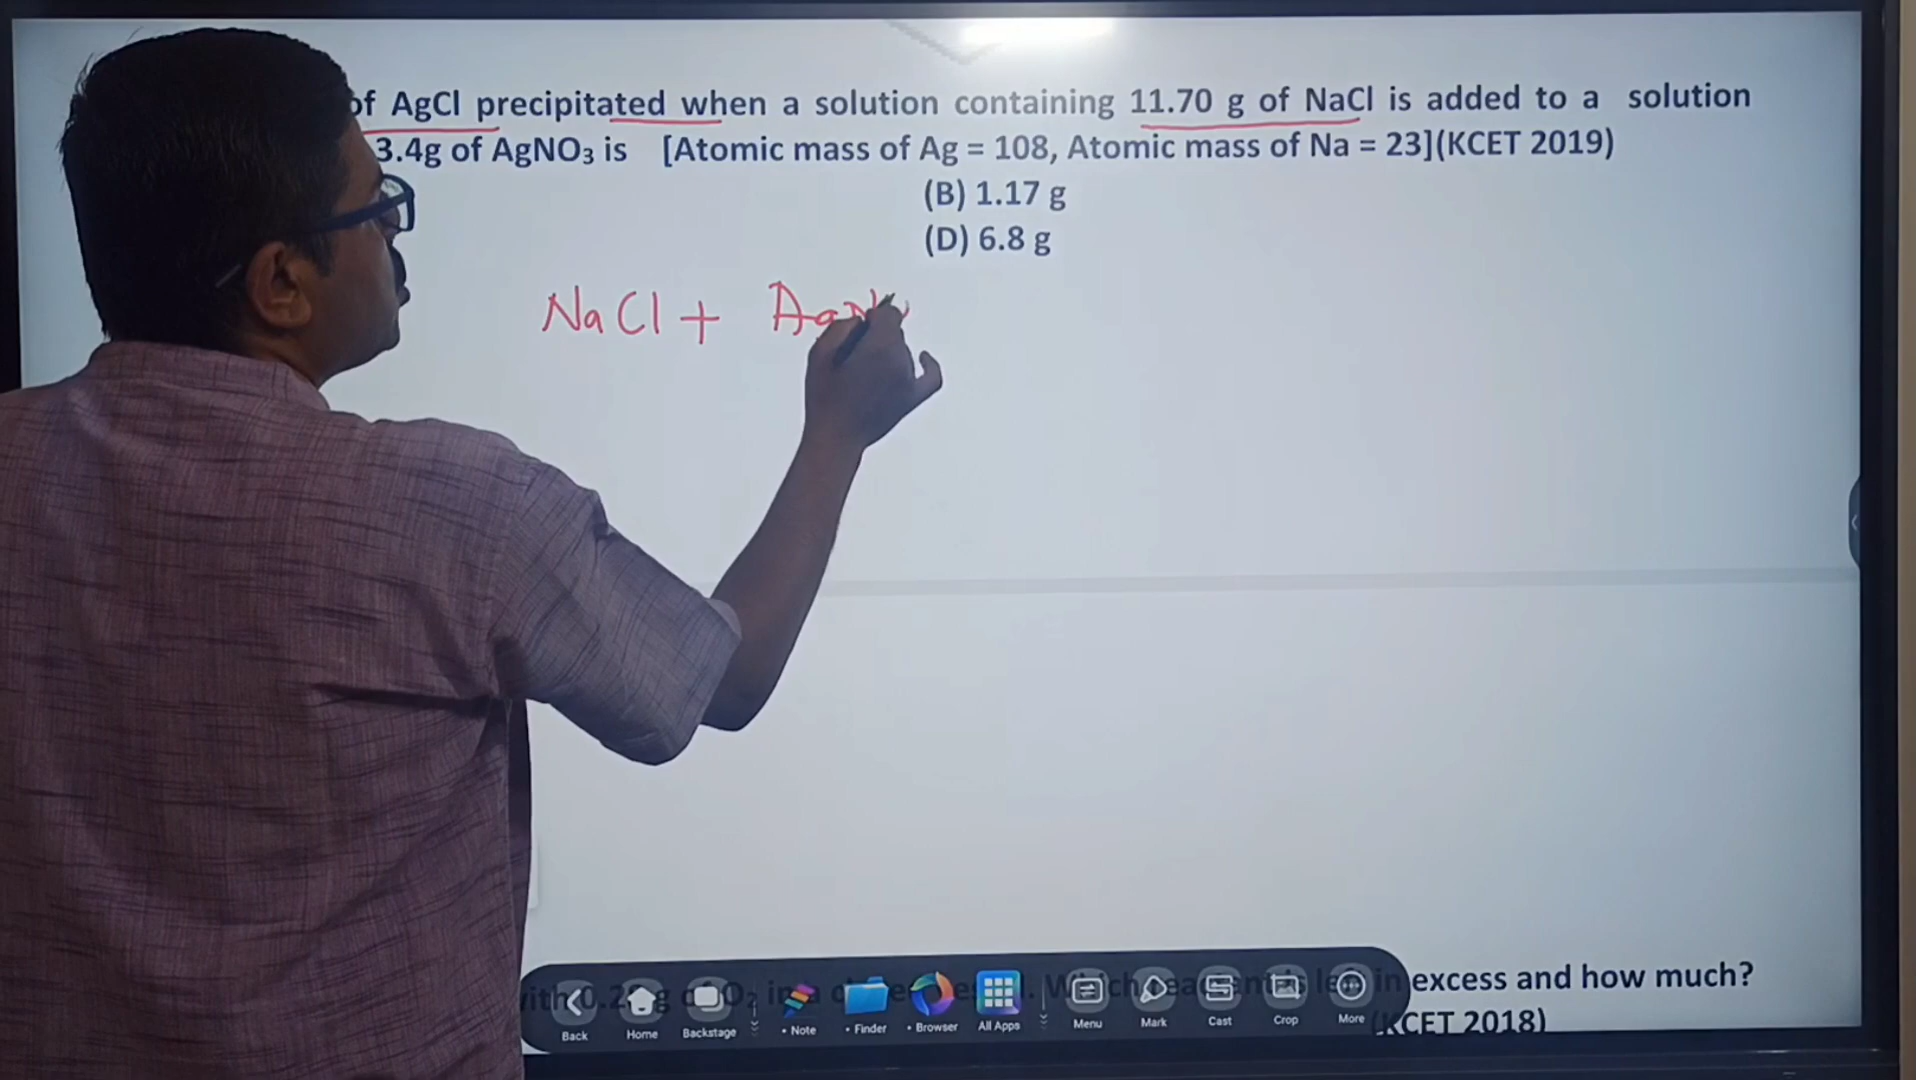 of AgCl precipitated when a solution containing 11.70 g of NaCl is added to a solution
3.4g of AgNO₃ is [Atomic mass of Ag = 108, Atomic mass of Na = 23](KCET 2019)
(B) 1.17 g
(D) 6.8 g
NaCl +
excess and how much?
(KCET 2018)
Back Home Backstage • Note • Finder • Browser All Apps Menu Mark Cast Crop More